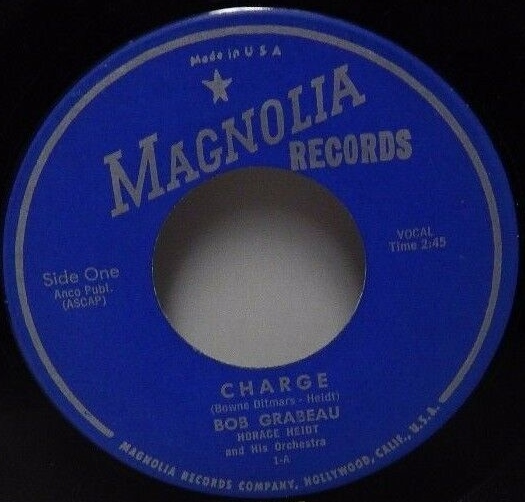 Made in U S A
MAGNOLIA
RECORDS
VOCAL
Time 2:45
Side One
Anco Publ.
(ASCAP)
CHARGE
(Bowne Ditmars - Heidt)
BOB GRABEAU
HORACE HEIDT
and His Orchestra
1-A
MAGNOLIA RECORDS COMPANY, HOLLYWOOD, CALIF., U.S.A.